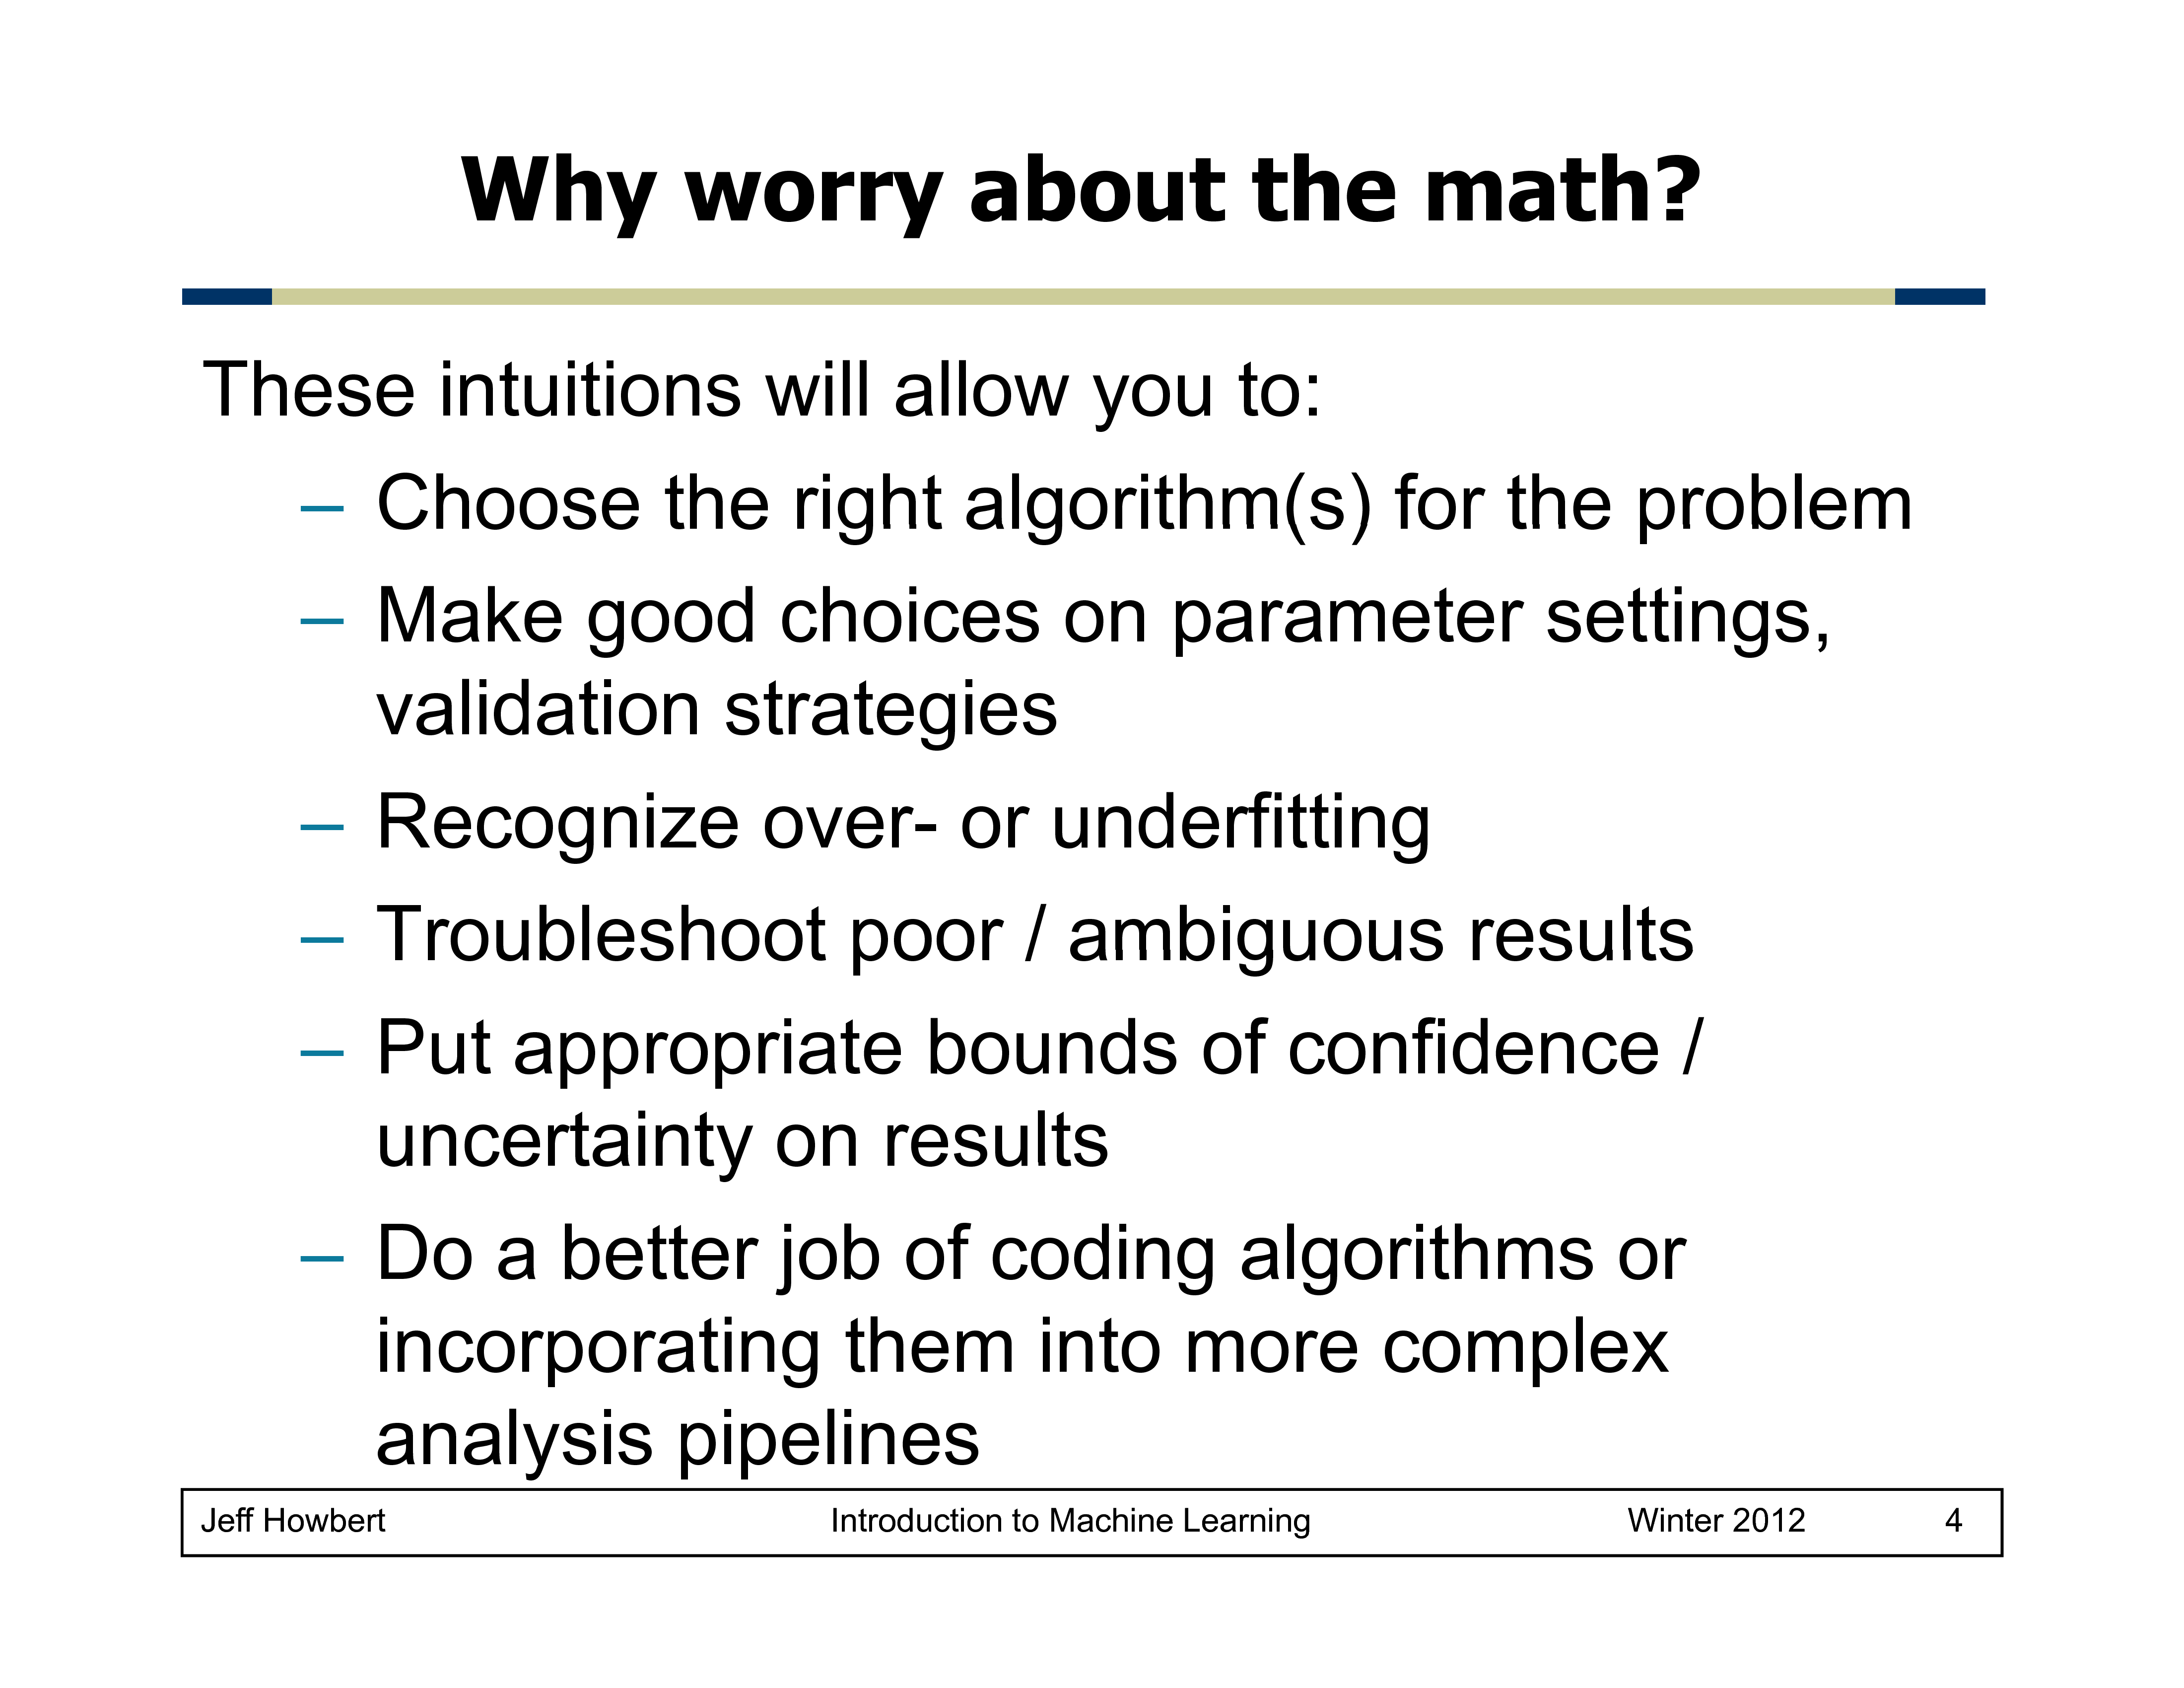 Why worry about the math?
These intuitions will allow you to:
– Choose the right algorithm(s) for the problem
– Make good choices on parameter settings,
validation strategies
– Recognize over- or underfitting
– Troubleshoot poor / ambiguous results
– Put appropriate bounds of confidence /
uncertainty on results
– Do a better job of coding algorithms or
incorporating them into more complex
analysis pipelines
Jeff Howbert Introduction to Machine Learning Winter 2012 4